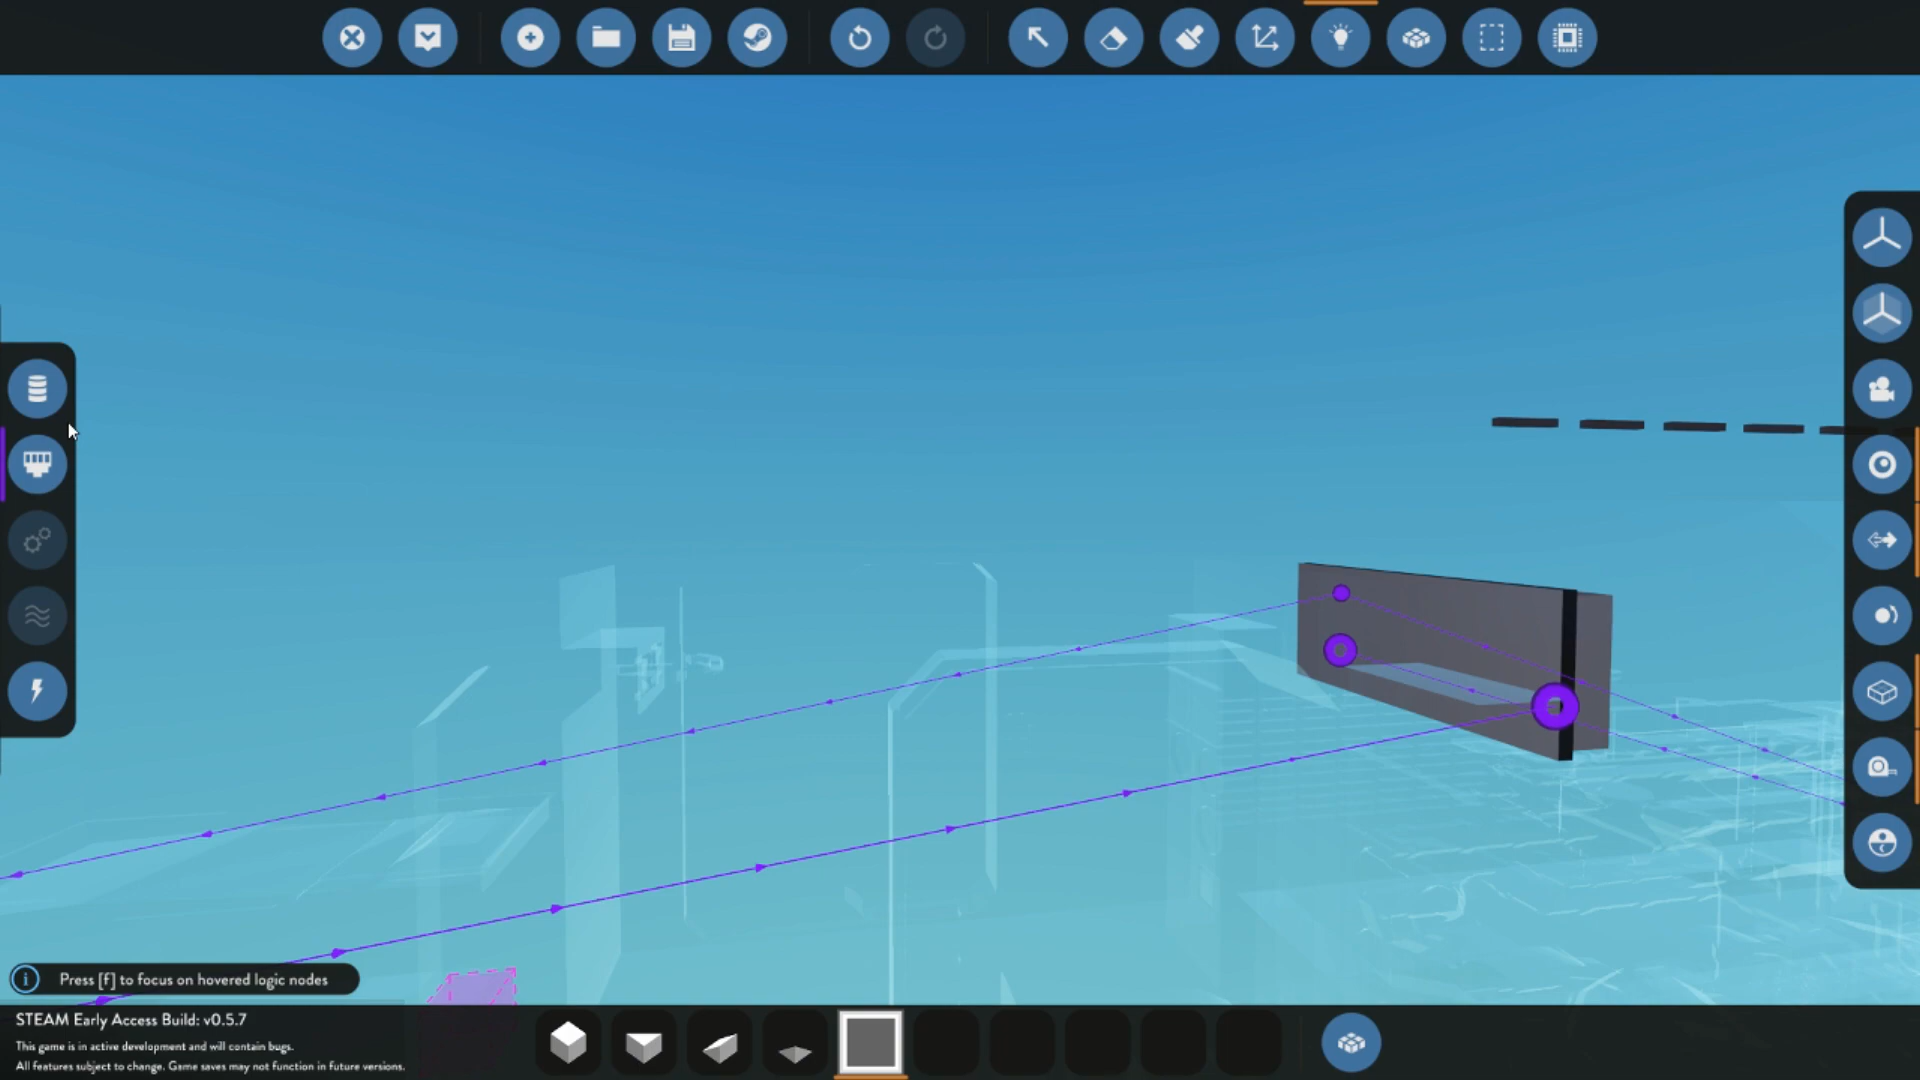 Press [f] to focus on hovered logic nodes
STEAM Early Access Build: v0.5.7
This game is in active development and will contain bugs.
All features subject to change. Game saves may not function in future versions.